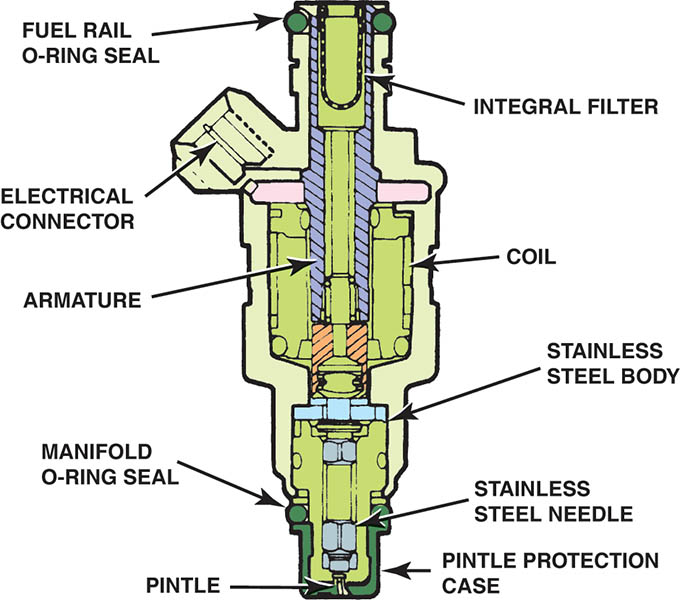 FUEL RAIL
O-RING SEAL
INTEGRAL FILTER
ELECTRICAL
CONNECTOR
COIL
ARMATURE
STAINLESS
STEEL BODY
MANIFOLD
O-RING SEAL
STAINLESS
STEEL NEEDLE
PINTLE PROTECTION
CASE
PINTLE